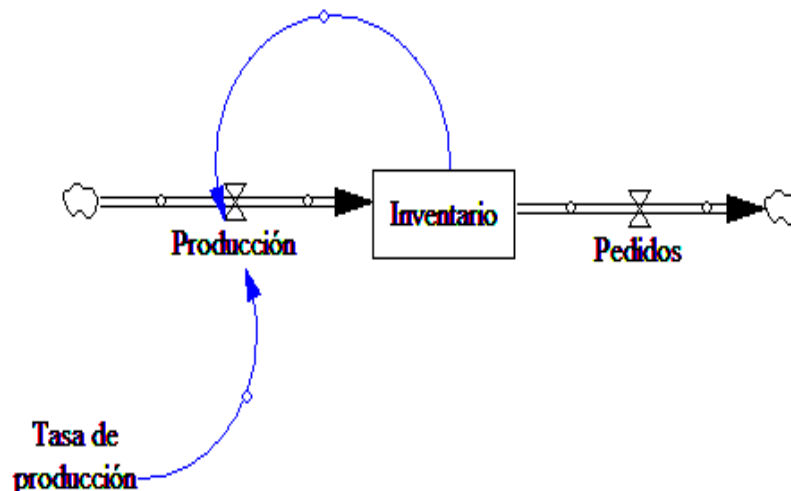 Inventario
Producción
Pedidos
Tasa de
producción